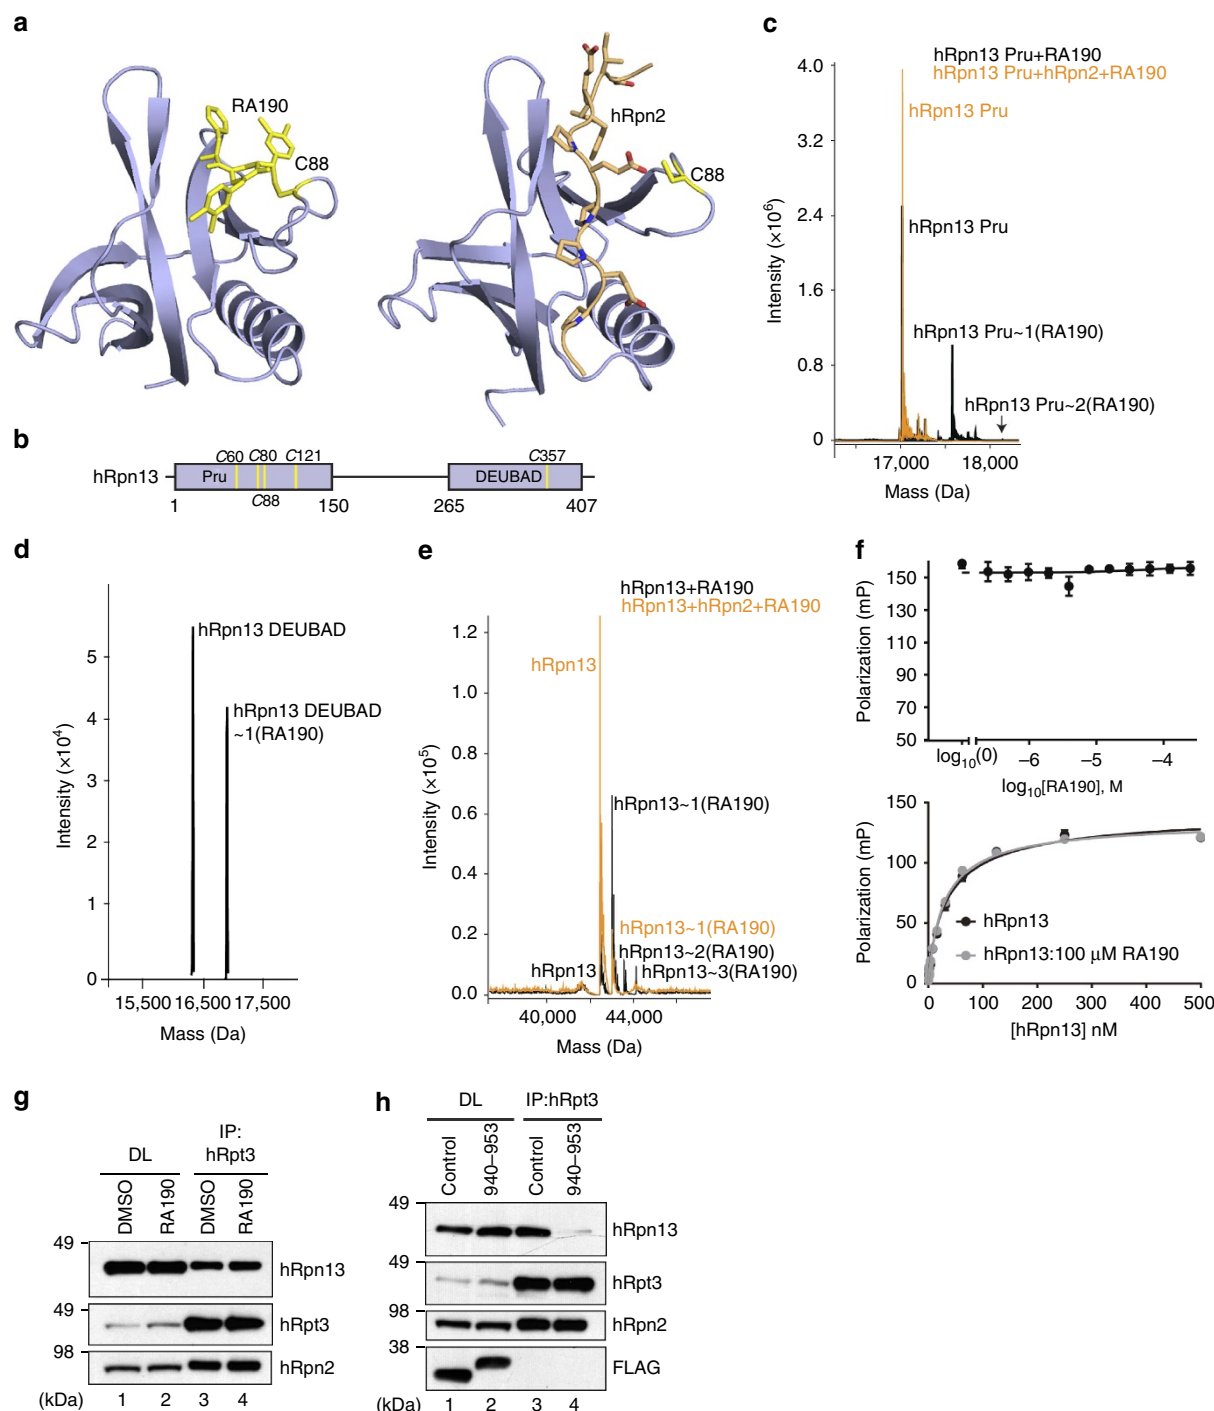 a
RA190
C88
hRpn2
C88
b
hRpn13
Pru
C60 C80 C121
C88
DEUBAD
C357
1 150 265 407
c
hRpn13 Pru+RA190
hRpn13 Pru+hRpn2+RA190
hRpn13 Pru
hRpn13 Pru
hRpn13 Pru~1(RA190)
hRpn13 Pru~2(RA190)
Intensity (×10⁶)
4.0
3.2
2.4
1.6
0.8
0
17,000 18,000
Mass (Da)
d
hRpn13 DEUBAD
hRpn13 DEUBAD
~1(RA190)
Intensity (×10⁴)
5
4
3
2
1
0
15,500 16,500 17,500
Mass (Da)
e
hRpn13+RA190
hRpn13+hRpn2+RA190
hRpn13
hRpn13~1(RA190)
hRpn13~1(RA190)
hRpn13~2(RA190)
hRpn13
hRpn13~3(RA190)
Intensity (×10⁵)
1.2
1.0
0.8
0.6
0.4
0.2
0.0
40,000 44,000
Mass (Da)
f
Polarization (mP)
150
130
110
90
70
50
log₁₀(0) –6 –5 –4
log₁₀[RA190], M
Polarization (mP)
150
100
50
0
hRpn13
hRpn13:100 μM RA190
0 100 200 300 400 500
[hRpn13] nM
g
DL
IP:
hRpt3
DMSO
RA190
DMSO
RA190
49
hRpn13
49
hRpt3
98
hRpn2
(kDa) 1 2 3 4
h
DL IP:hRpt3
Control
940–953
Control
940–953
49
hRpn13
49
hRpt3
98
hRpn2
38
FLAG
(kDa) 1 2 3 4